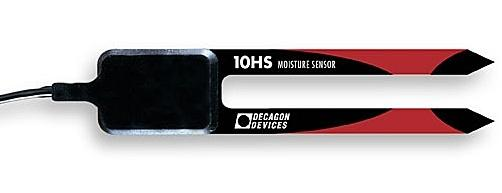 10HS MOISTURE SENSOR
DECAGON
DEVICES